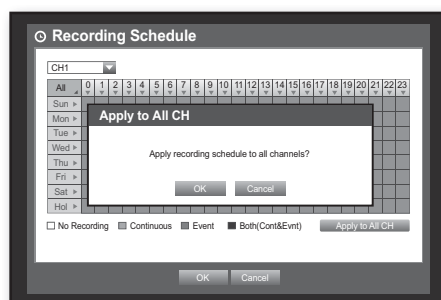 Recording Schedule
CH1
All 0 1 2 3 4 5 6 7 8 9 10 11 12 13 14 15 16 17 18 19 20 21 22 23
Sun
Mon
Tue
Wed
Thu
Fri
Sat
Hol
Apply to All CH
Apply recording schedule to all channels?
OK Cancel
No Recording Continuous Event Both(Cont&Evnt) Apply to All CH
OK Cancel